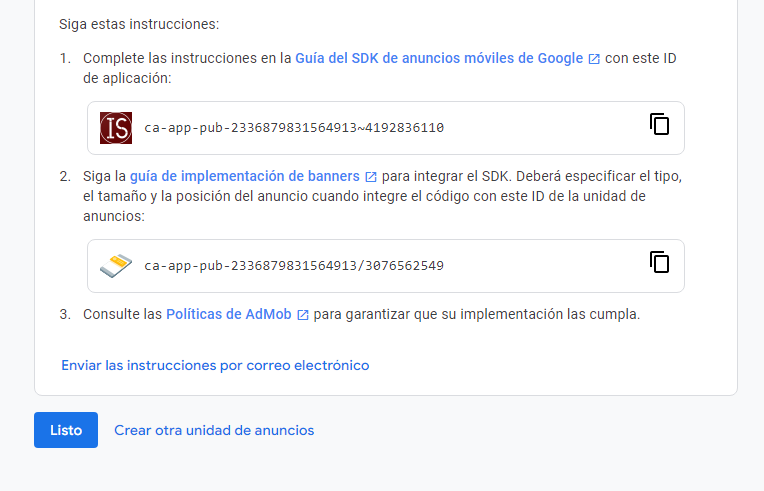 Siga estas instrucciones:
1. Complete las instrucciones en la Guía del SDK de anuncios móviles de Google con este ID
de aplicación:
IS ca-app-pub-2336879831564913~4192836110
2. Siga la guía de implementación de banners para integrar el SDK. Deberá especificar el tipo,
el tamaño y la posición del anuncio cuando integre el código con este ID de la unidad de
anuncios:
ca-app-pub-2336879831564913/3076562549
3. Consulte las Políticas de AdMob para garantizar que su implementación las cumpla.
Enviar las instrucciones por correo electrónico
Listo Crear otra unidad de anuncios